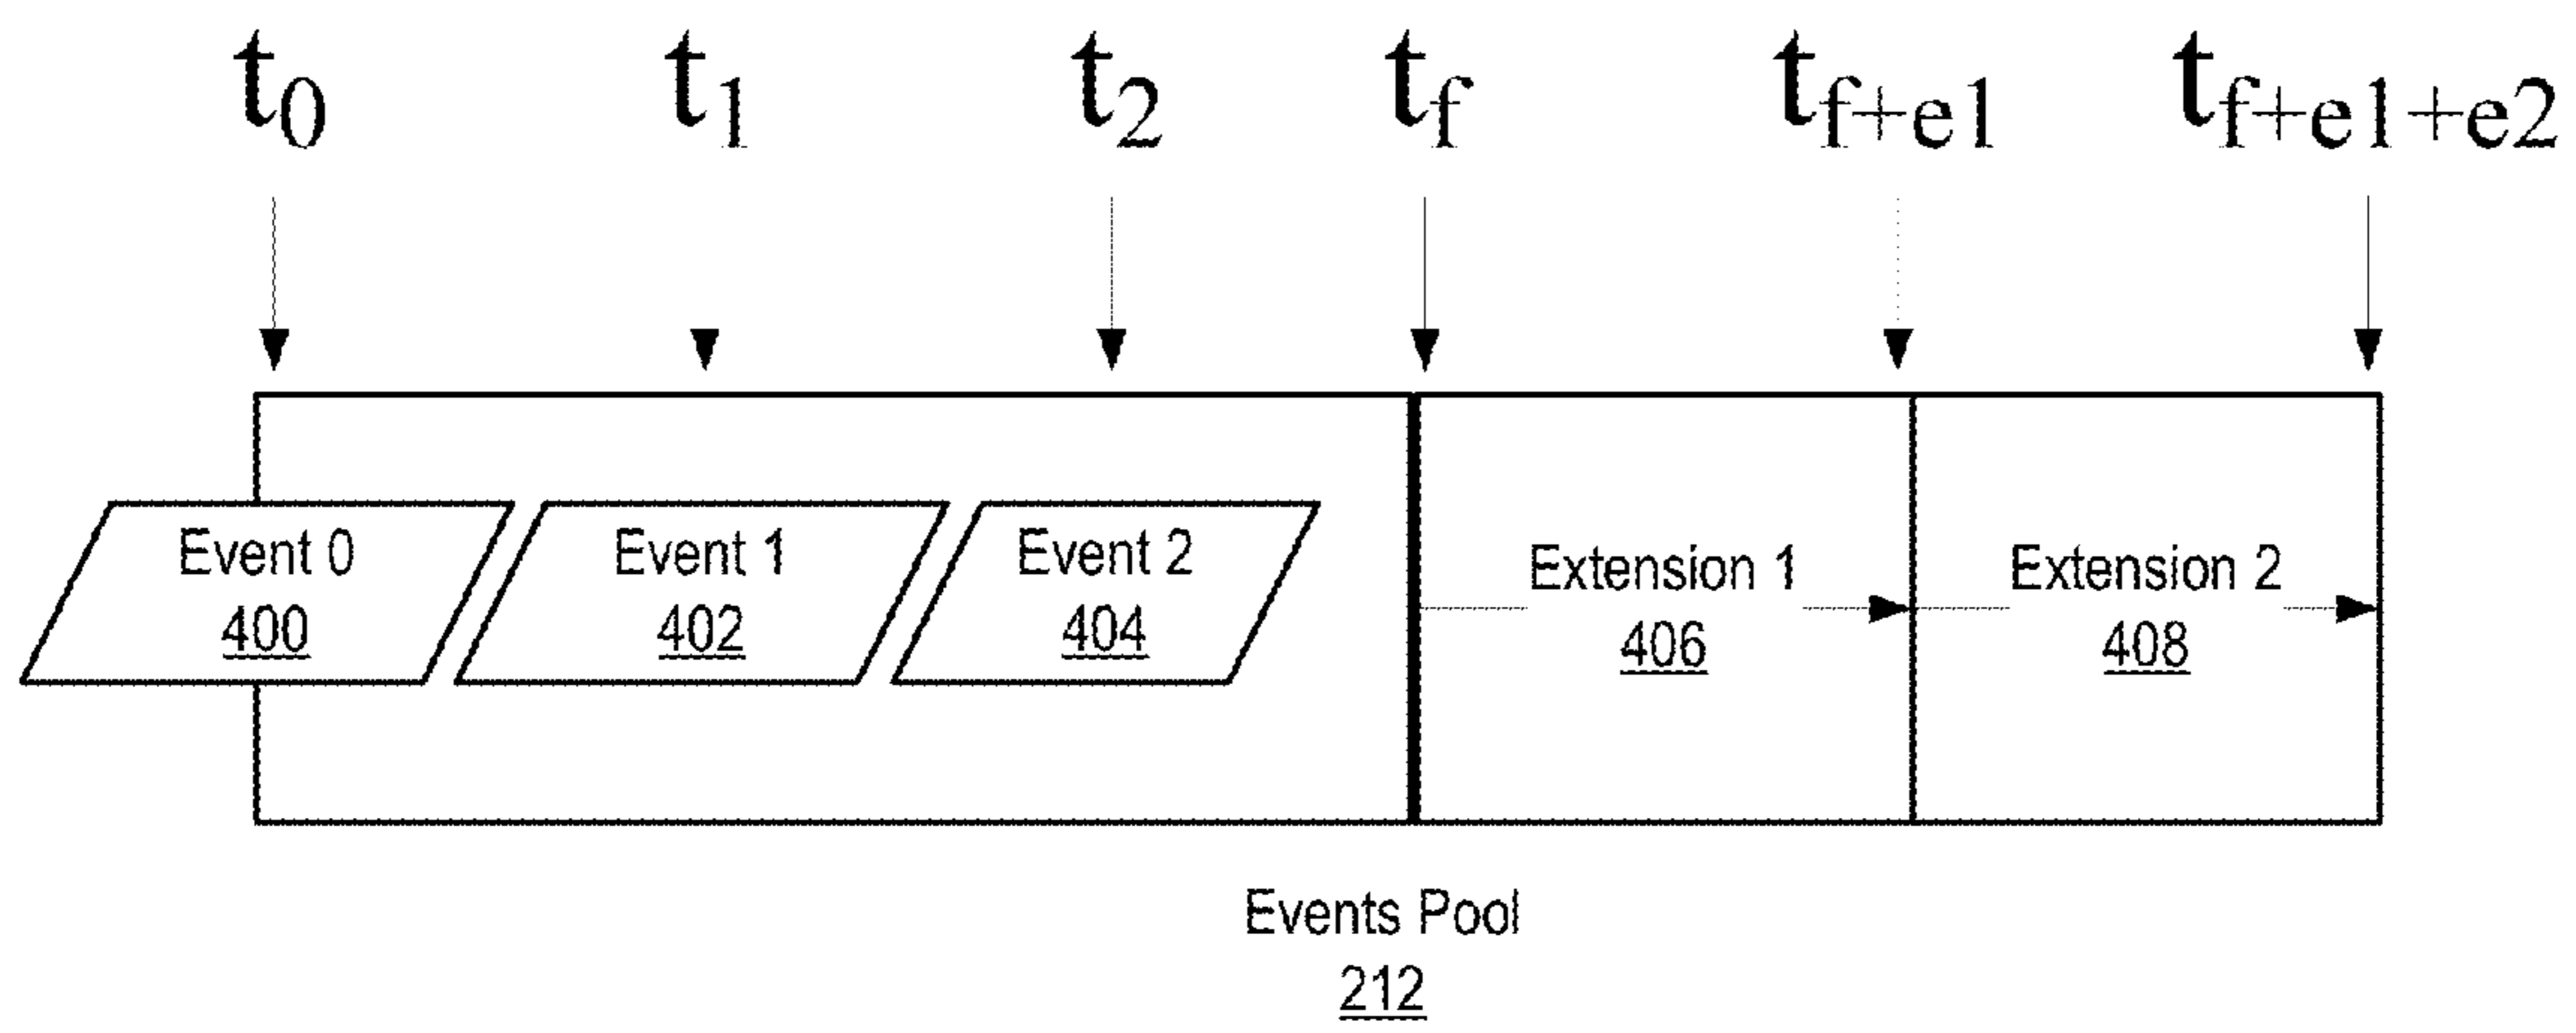 t0 t1 t2 tf tf+e1 tf+e1+e2
Event 0
400
Event 1
402
Event 2
404
Extension 1
406
Extension 2
408
Events Pool
212